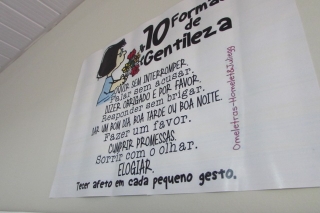 10 Formas
de
Gentileza
OUVIR SEM INTERROMPER.
Falar sem acusar.
DIZER OBRIGADO E POR FAVOR.
Responder sem brigar.
DAR UM BOM DIA, BOA TARDE OU BOA NOITE.
Fazer um favor.
CUMPRIR PROMESSAS.
Sorrir com o olhar.
ELOGIAR.
Tecer afeto em cada pequeno gesto.